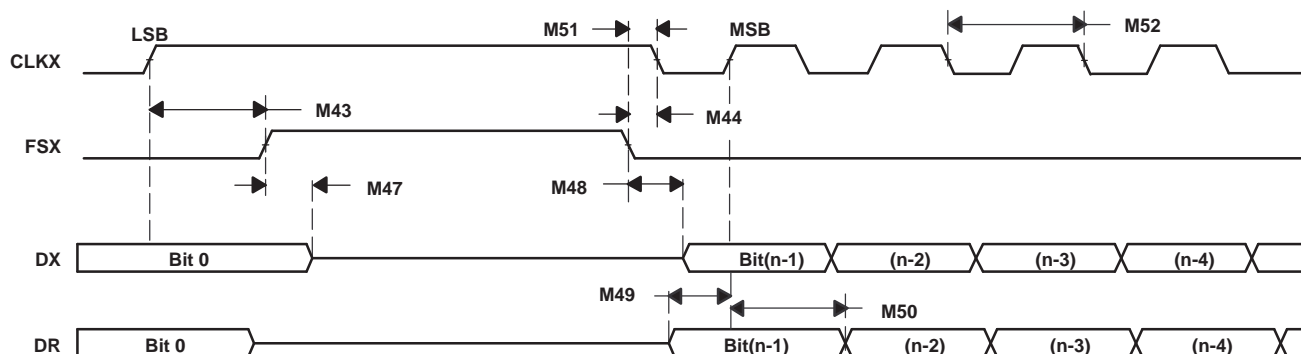 LSB
M51
MSB
M52
CLKX
M43
M44
FSX
M47
M48
DX
Bit 0
Bit(n-1)
(n-2)
(n-3)
(n-4)
M49
M50
DR
Bit 0
Bit(n-1)
(n-2)
(n-3)
(n-4)